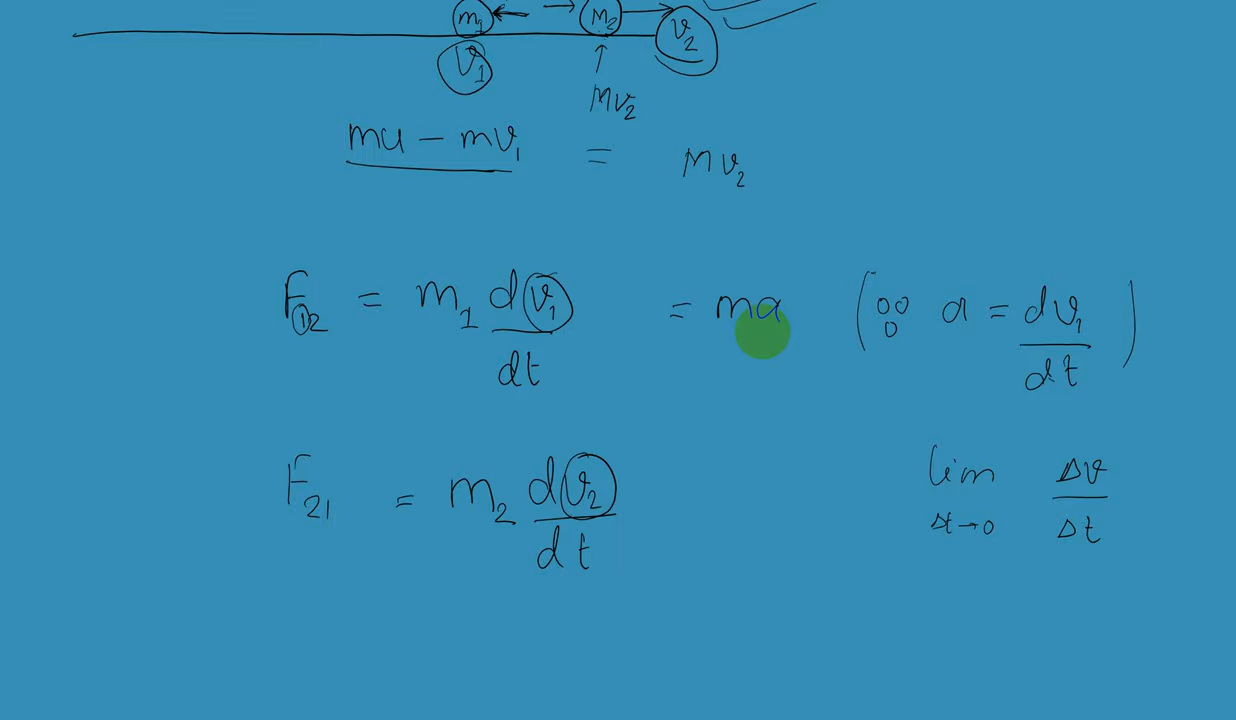 m₁ m₂ v₂
v₁
Mv₂
mu - mv₁ = Mv₂
F₁₂ = m₁ dv₁/dt = ma (∵ a = dv₁/dt)
F₂₁ = m₂ dv₂/dt
lim Δt→0 Δv/Δt